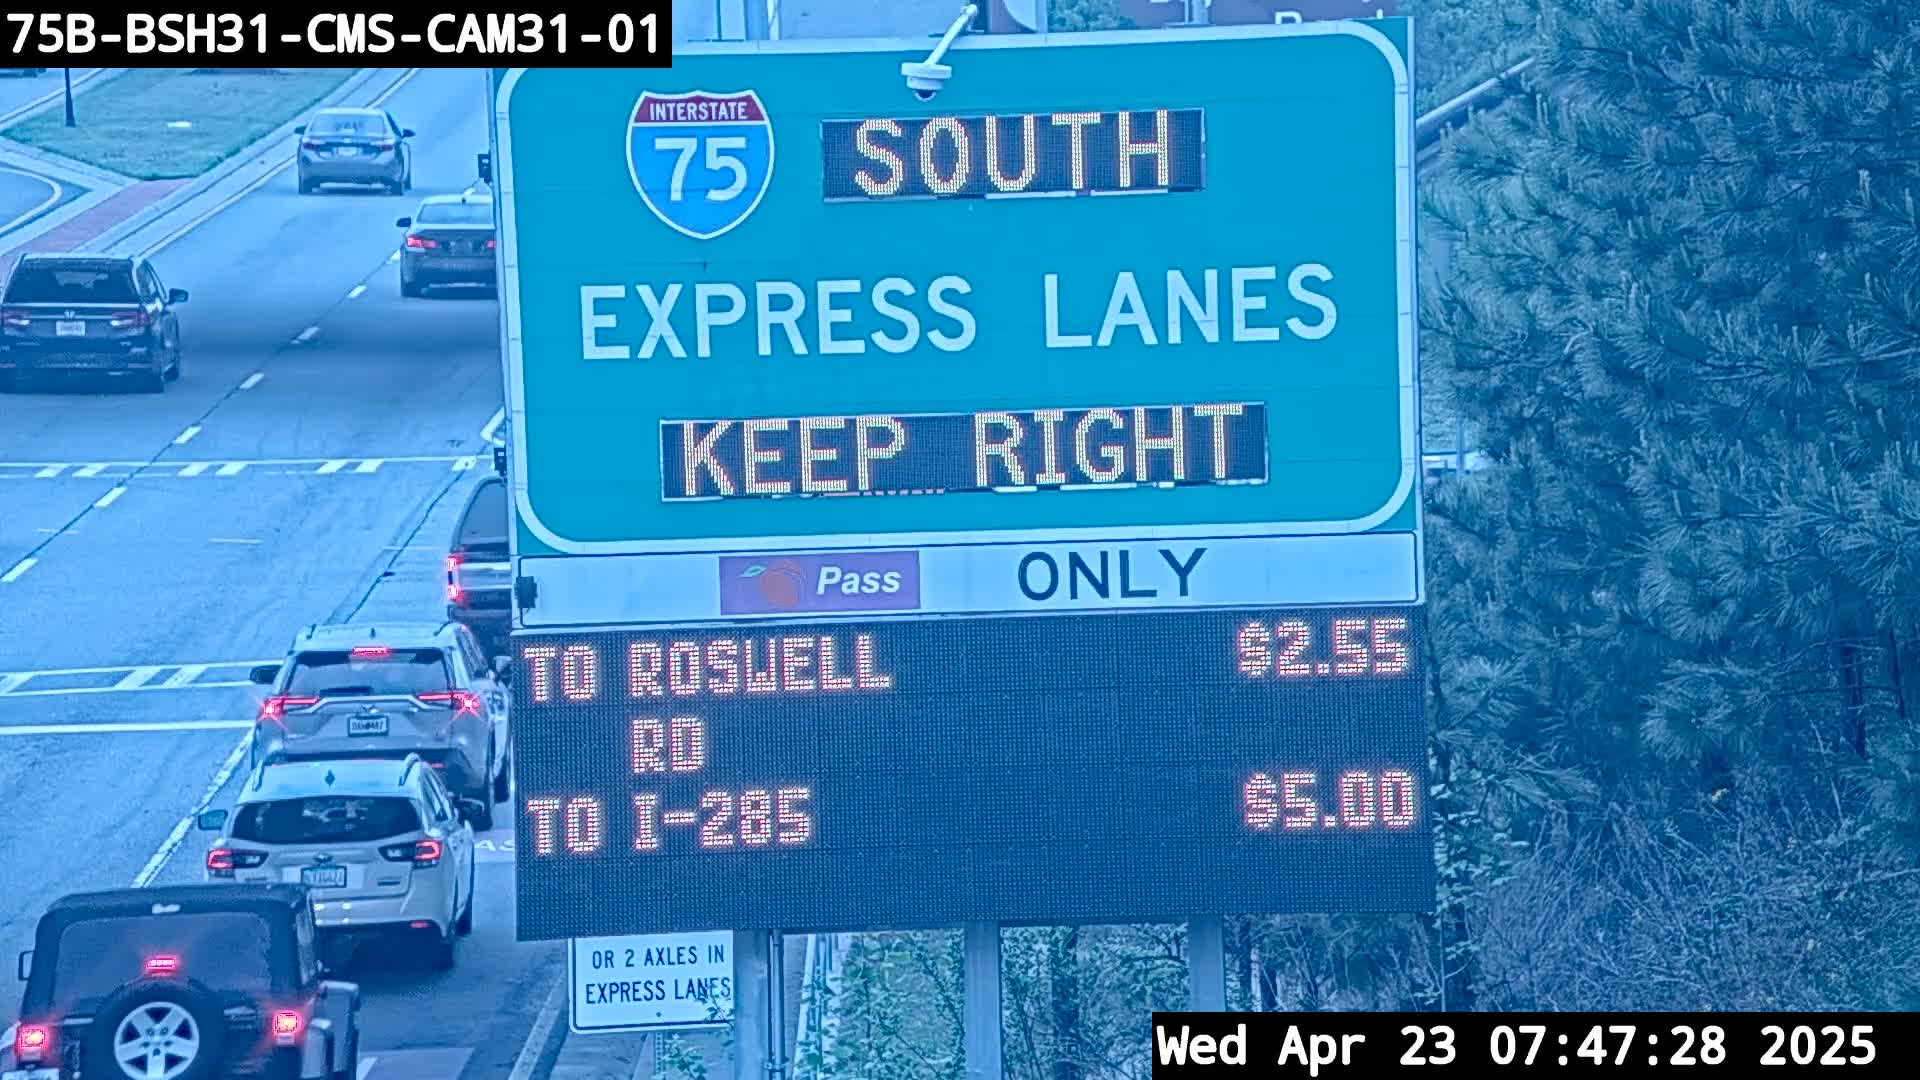 75B-BSH31-CMS-CAM31-01
INTERSTATE
75
SOUTH
EXPRESS LANES
KEEP RIGHT
Pass ONLY
TO ROSWELL $2.55
RD
TO I-285 $5.00
OR 2 AXLES IN
EXPRESS LANES
Wed Apr 23 07:47:28 2025